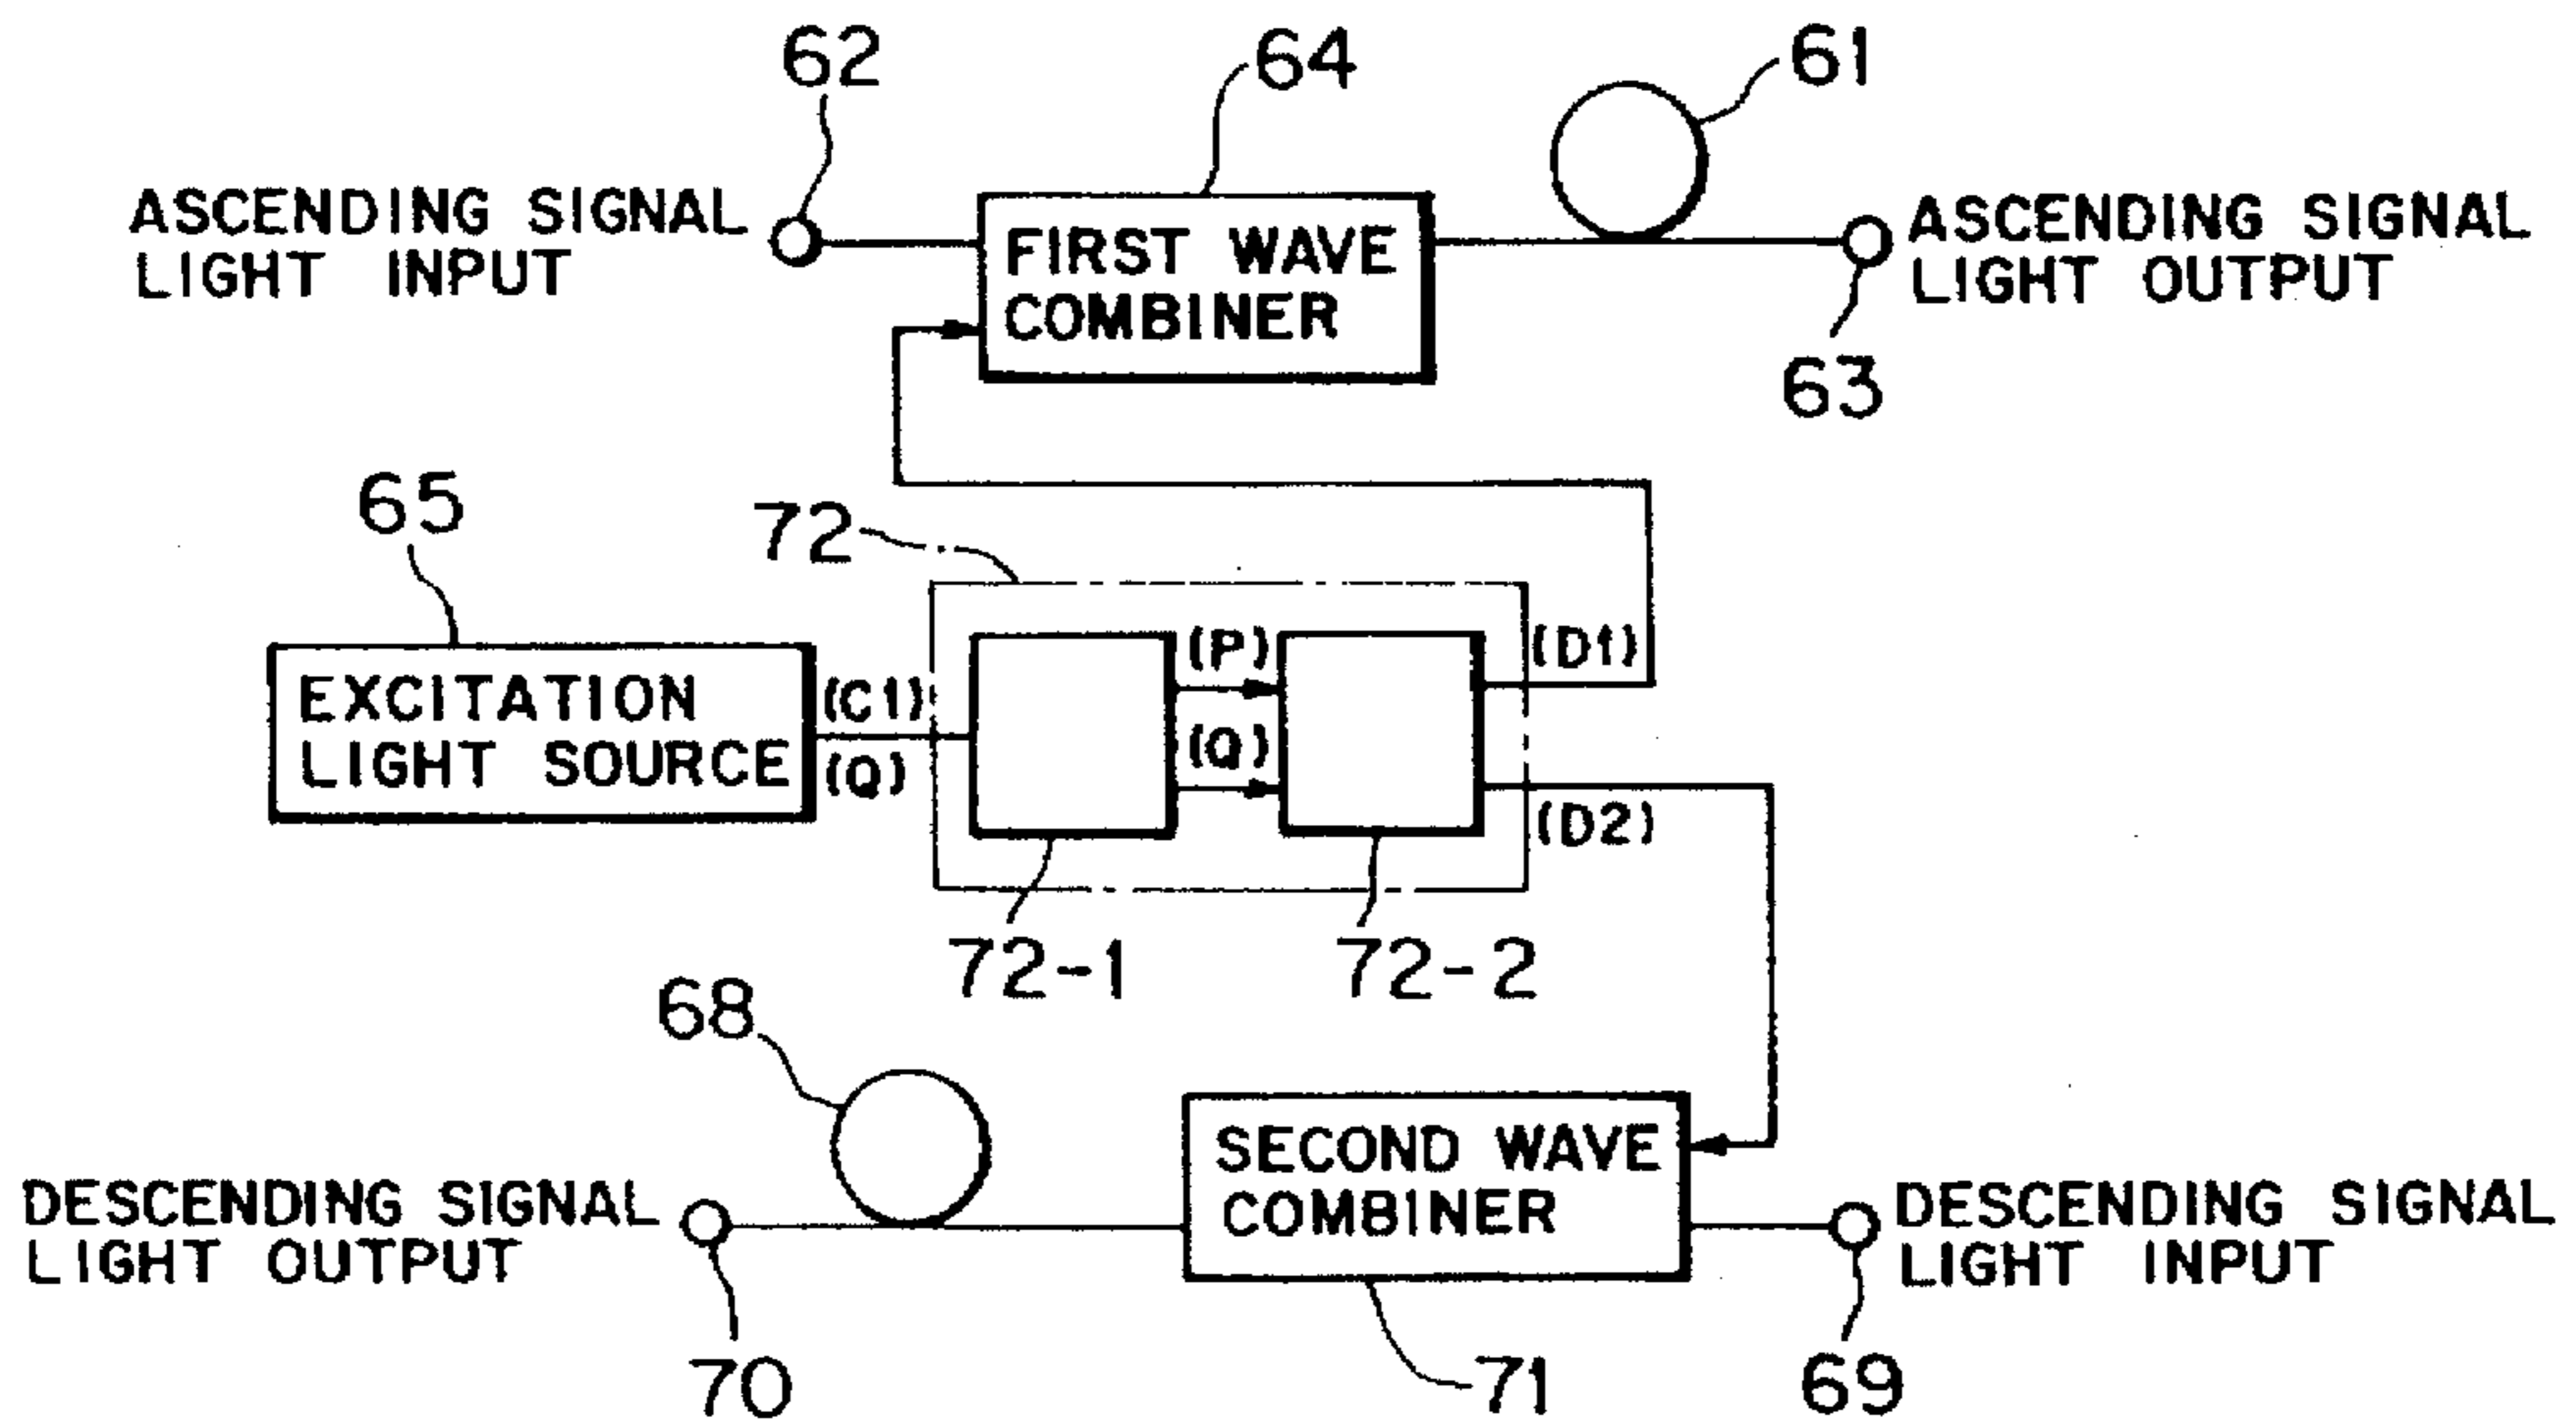 62
64
61
ASCENDING SIGNAL
LIGHT INPUT
FIRST WAVE
COMBINER
ASCENDING SIGNAL
LIGHT OUTPUT
63
65
72
EXCITATION
LIGHT SOURCE
(C1)
(Q)
(P)
(Q)
(D1)
(D2)
72-1
72-2
68
DESCENDING SIGNAL
LIGHT OUTPUT
SECOND WAVE
COMBINER
DESCENDING SIGNAL
LIGHT INPUT
70
71
69